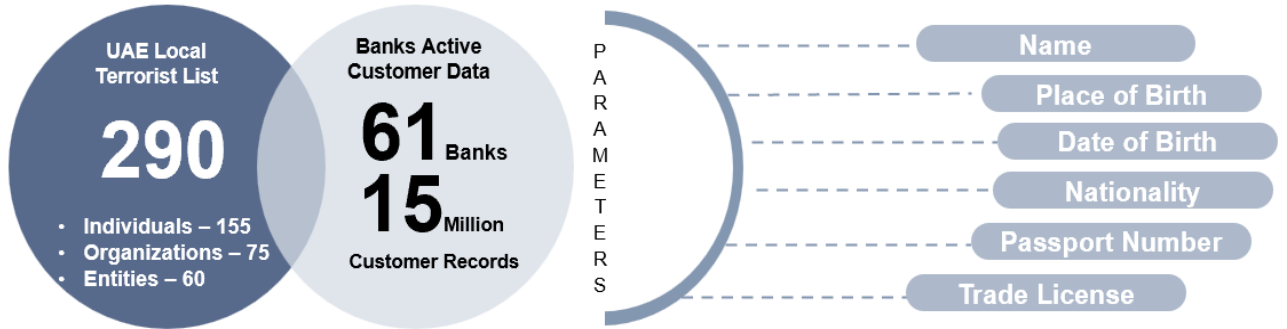 UAE Local
Terrorist List
290
• Individuals – 155
• Organizations – 75
• Entities – 60
Banks Active
Customer Data
61 Banks
15 Million
Customer Records
PARAMETERS
Name
Place of Birth
Date of Birth
Nationality
Passport Number
Trade License